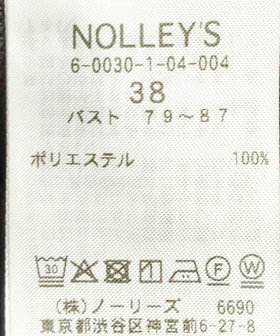 NOLLEY'S
6-0030-1-04-004
38
バスト 79～87
ポリエステル 100%
30 F W
(株)ノーリーズ 6690
東京都渋谷区神宮前6-27-8